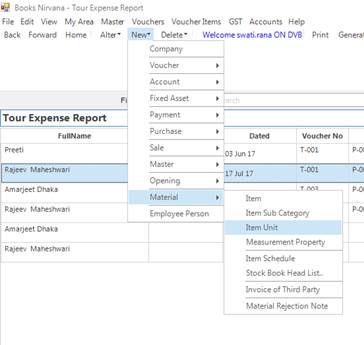 Books Nirvana - Tour Expense Report
File Edit View My Area Master Vouchers Voucher Items GST Accounts Help
Back Forward Home Alter New Delete Welcome swati.rana ON DVB Print Genera
Company
Voucher
Account
Fixed Asset
Payment
Purchase
Sale
Master
Opening
Material
Employee Person
Fi
Tour Expense Report
FullName Dated Voucher No
Preeti 03 Jun 17 T-001 P-0
Rajeev Maheshwari 17 Jul 17 T-001 P-00
Amarjeet Dhaka T-003 P-0
Rajeev Maheshwari
Amarjeet Dhaka
Rajeev Maheshwari
Item
Item Sub Category
Item Unit
Measurement Property
Item Schedule
Stock Book Head List..
Invoice of Third Party
Material Rejection Note